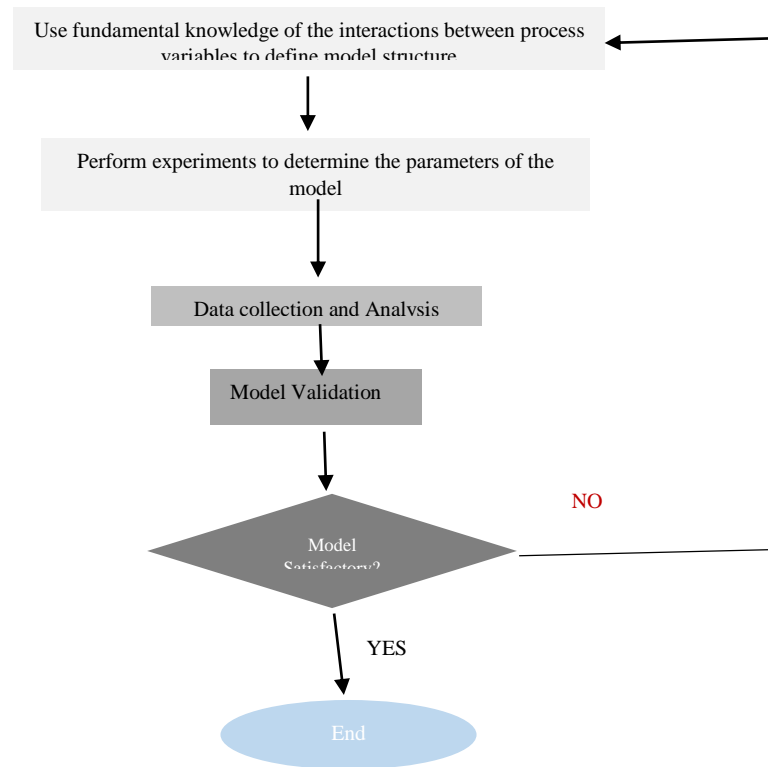 Use fundamental knowledge of the interactions between process
variables to define model structure
Perform experiments to determine the parameters of the
model
Data collection and Analysis
Model Validation
NO
Model
Satisfactory?
YES
End